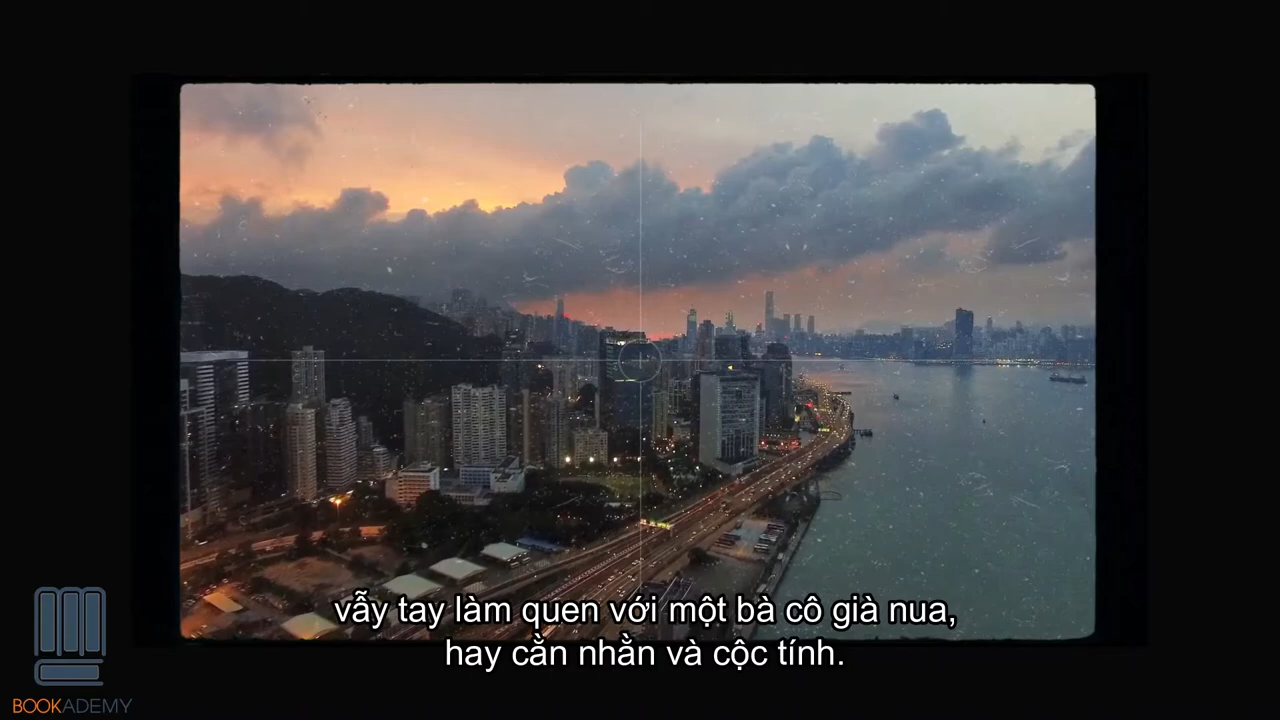 vẫy tay làm quen với một bà cô già nua,
hay cằn nhằn và cộc tính.
BOOKADEMY